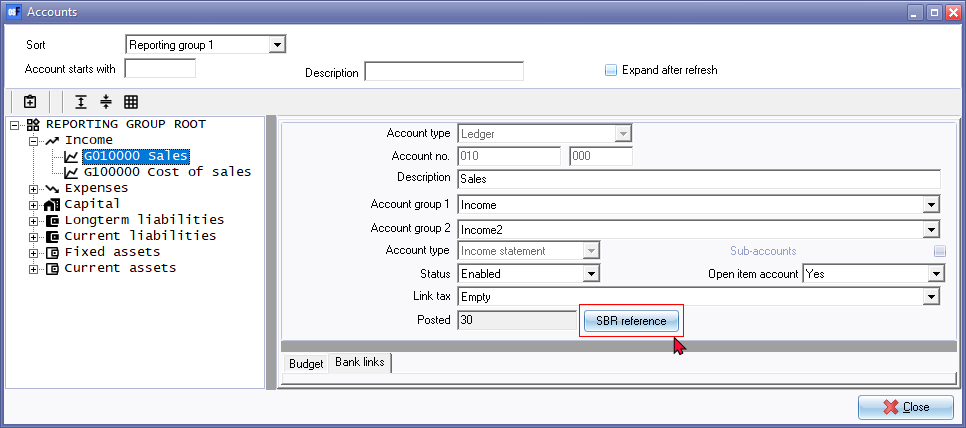 Accounts
Sort Reporting group 1
Account starts with
Description
Expand after refresh
REPORTING GROUP ROOT
Income
G010000 Sales
G100000 Cost of sales
Expenses
Capital
Longterm liabilities
Current liabilities
Fixed assets
Current assets
Account type Ledger
Account no. 010 000
Description Sales
Account group 1 Income
Account group 2 Income2
Account type Income statement Sub-accounts
Status Enabled Open item account Yes
Link tax Empty
Posted 30 SBR reference
Budget Bank links
Close